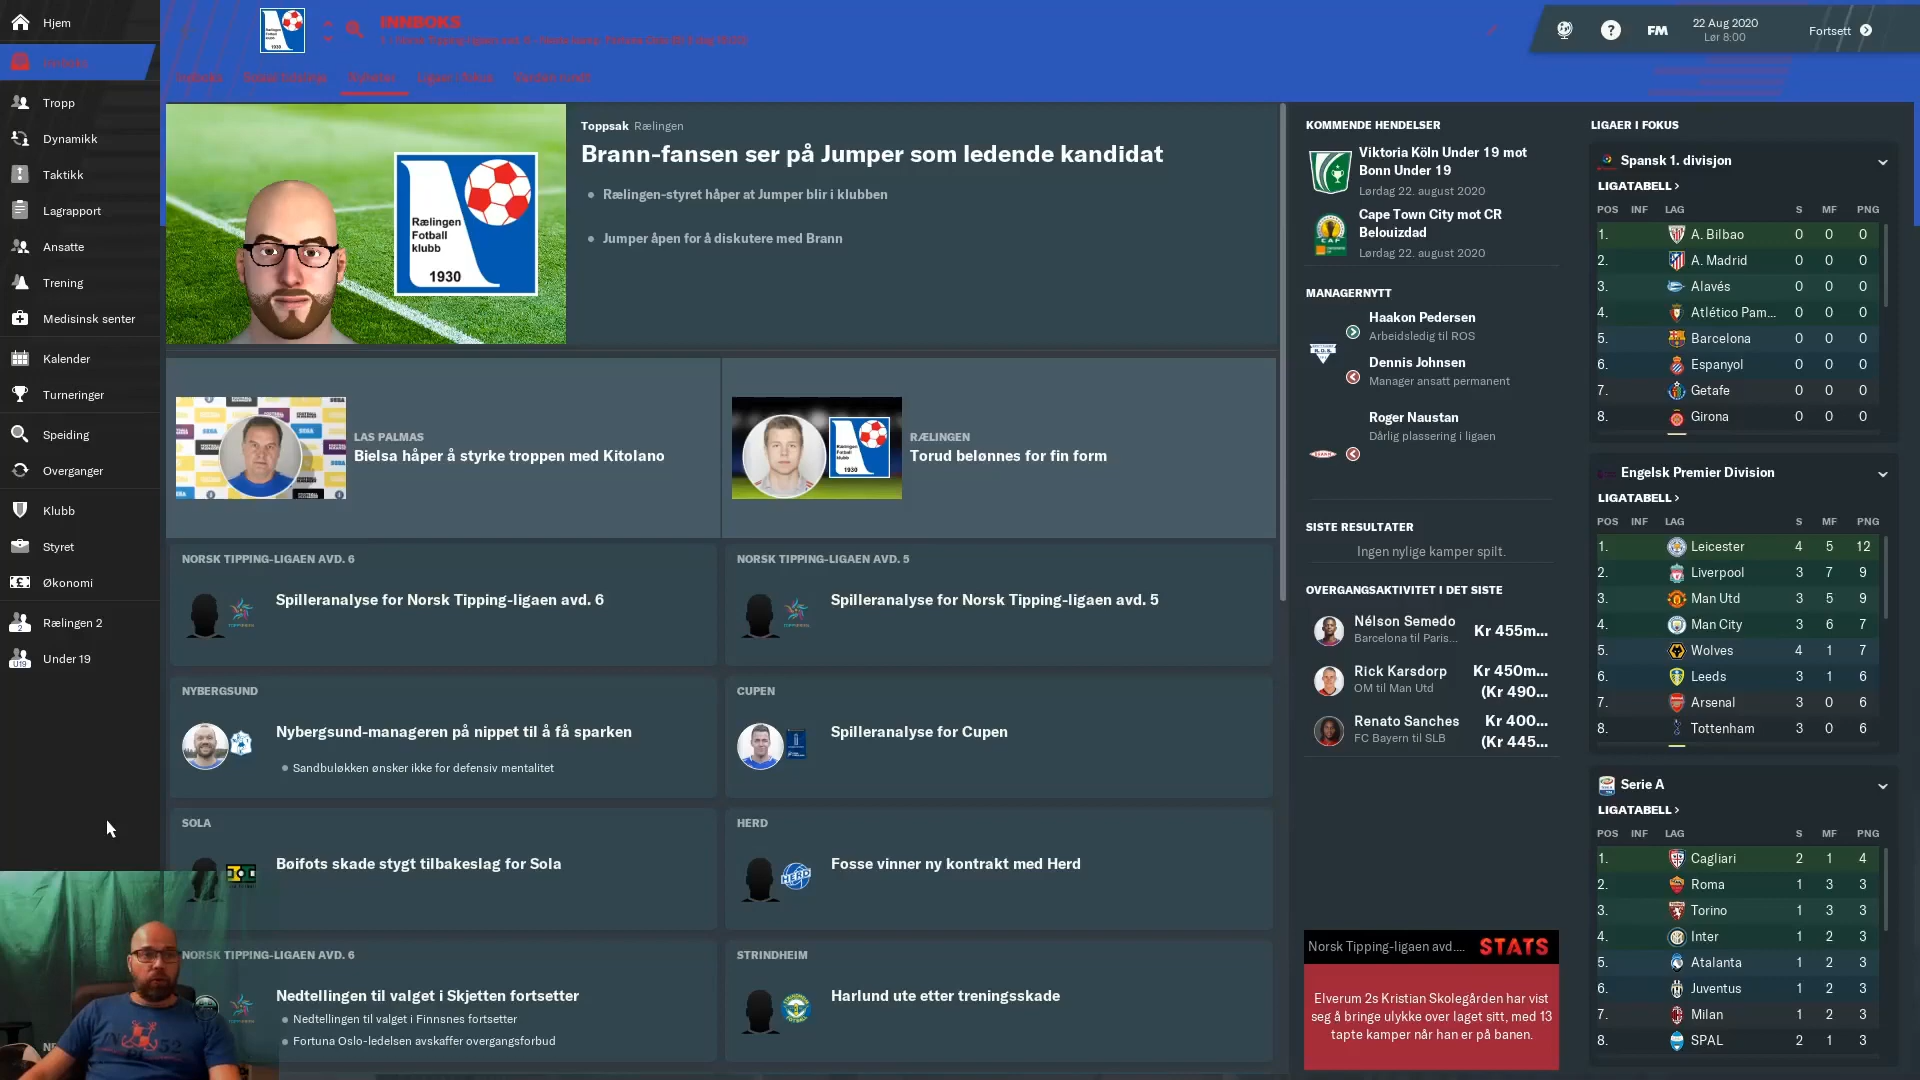 Hjem
Tropp
Dynamikk
Taktikk
Lagrapport
Ansatte
Trening
Medisinsk senter
Kalender
Turneringer
Speiding
Overganger
Klubb
Styret
Økonomi
Rælingen 2
Under 19
INNBOKS
Nyheter
FM
22 Aug 2020
Lør 8:00
Fortsett
Toppsak Rælingen
Brann-fansen ser på Jumper som ledende kandidat
Rælingen-styret håper at Jumper blir i klubben
Jumper åpen for å diskutere med Brann
Rælingen
Fotball
klubb
1930
LAS PALMAS
Bielsa håper å styrke troppen med Kitolano
RÆLINGEN
Torud belønnes for fin form
NORSK TIPPING-LIGAEN AVD. 6
Spilleranalyse for Norsk Tipping-ligaen avd. 6
NORSK TIPPING-LIGAEN AVD. 5
Spilleranalyse for Norsk Tipping-ligaen avd. 5
NYBERGSUND
Nybergsund-manageren på nippet til å få sparken
Sandbuløkken ønsker ikke for defensiv mentalitet
CUPEN
Spilleranalyse for Cupen
SOLA
Bøifots skade stygt tilbakeslag for Sola
HERD
Fosse vinner ny kontrakt med Herd
NORSK TIPPING-LIGAEN AVD. 6
Nedtellingen til valget i Skjetten fortsetter
Nedtellingen til valget i Finnsnes fortsetter
Fortuna Oslo-ledelsen avskaffer overgangsforbud
STRINDHEIM
Harlund ute etter treningsskade
KOMMENDE HENDELSER
Viktoria Köln Under 19 mot
Bonn Under 19
Lørdag 22. august 2020
Cape Town City mot CR
Belouizdad
Lørdag 22. august 2020
MANAGERNYTT
Haakon Pedersen
Arbeidsledig til ROS
Dennis Johnsen
Manager ansatt permanent
Roger Naustan
Dårlig plassering i ligaen
SISTE RESULTATER
Ingen nylige kamper spilt.
OVERGANGSAKTIVITET I DET SISTE
Nélson Semedo Kr 455m...
Barcelona til Paris...
Rick Karsdorp Kr 450m...
OM til Man Utd (Kr 490...
Renato Sanches Kr 400...
FC Bayern til SLB (Kr 445...
Norsk Tipping-ligaen avd.... STATS
Elverum 2s Kristian Skolegården har vist
seg å bringe ulykke over laget sitt, med 13
tapte kamper når han er på banen.
LIGAER I FOKUS
Spansk 1. divisjon
LIGATABELL >
POS INF LAG S MF PNG
1. A. Bilbao 0 0 0
2. A. Madrid 0 0 0
3. Alavés 0 0 0
4. Atlético Pam... 0 0 0
5. Barcelona 0 0 0
6. Espanyol 0 0 0
7. Getafe 0 0 0
8. Girona 0 0 0
Engelsk Premier Division
LIGATABELL >
POS INF LAG S MF PNG
1. Leicester 4 5 12
2. Liverpool 3 7 9
3. Man Utd 3 5 9
4. Man City 3 6 7
5. Wolves 4 1 7
6. Leeds 3 1 6
7. Arsenal 3 0 6
8. Tottenham 3 0 6
Serie A
LIGATABELL >
POS INF LAG S MF PNG
1. Cagliari 2 1 4
2. Roma 1 3 3
3. Torino 1 3 3
4. Inter 1 2 3
5. Atalanta 1 2 3
6. Juventus 1 2 3
7. Milan 1 2 3
8. SPAL 2 1 3